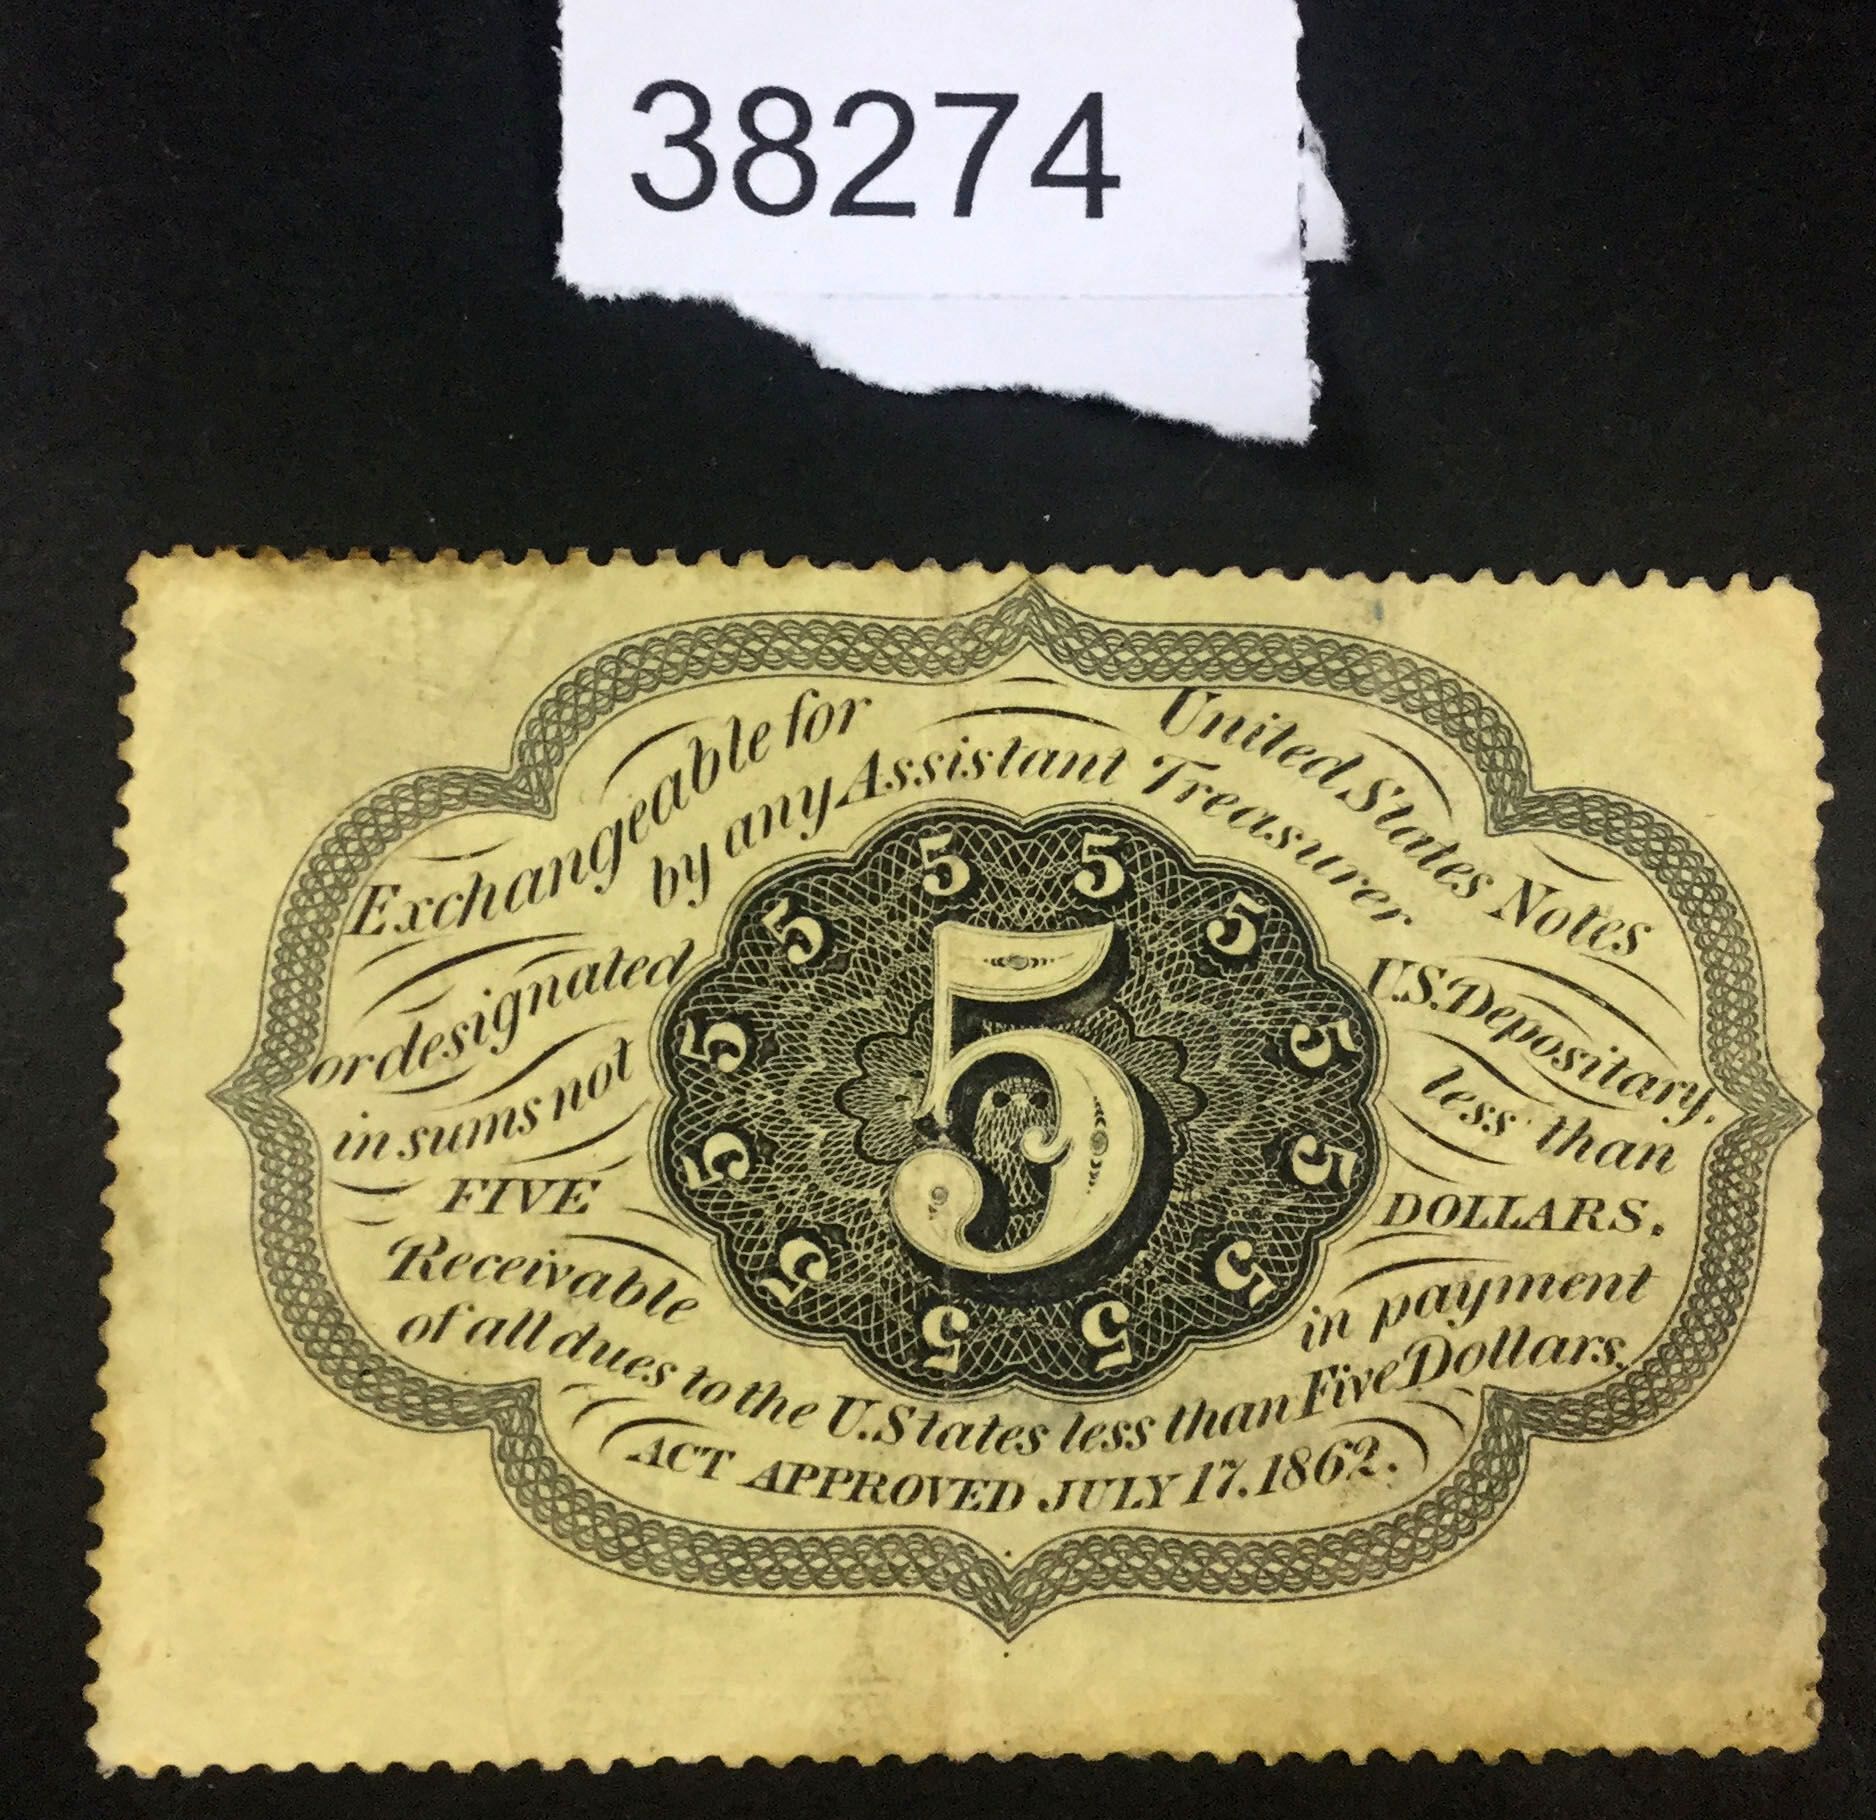 38274
Exchangeable for United States Notes
by any Assistant Treasurer
or designated U.S. Depositary,
in sums not less than
FIVE DOLLARS.
Receivable in payment
of all dues to the U. States less than Five Dollars.
ACT APPROVED JULY 17. 1862.
5
5 5 5 5 5 5 5 5 5 5 5 5